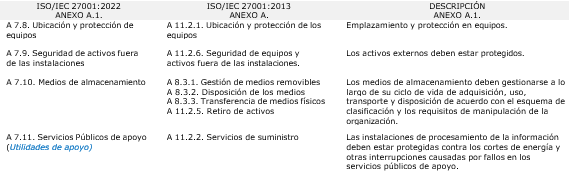 ISO/IEC 27001:2022
ANEXO A.1.
ISO/IEC 27001:2013
ANEXO A.
DESCRIPCIÓN
ANEXO A.1.
A 7.8. Ubicación y protección de
equipos
A 11.2.1. Ubicación y protección de los
equipos
Emplazamiento y protección en equipos.
A 7.9. Seguridad de activos fuera
de las instalaciones
A 11.2.6. Seguridad de equipos y
activos fuera de las instalaciones.
Los activos externos deben estar protegidos.
A 7.10. Medios de almacenamiento
A 8.3.1. Gestión de medios removibles
A 8.3.2. Disposición de los medios
A 8.3.3. Transferencia de medios físicos
A 11.2.5. Retiro de activos
Los medios de almacenamiento deben gestionarse a lo
largo de su ciclo de vida de adquisición, uso,
transporte y disposición de acuerdo con el esquema de
clasificación y los requisitos de manipulación de la
organización.
A 7.11. Servicios Públicos de apoyo
(Utilidades de apoyo)
A 11.2.2. Servicios de suministro
Las instalaciones de procesamiento de la información
deben estar protegidas contra los cortes de energía y
otras interrupciones causadas por fallos en los
servicios públicos de apoyo.